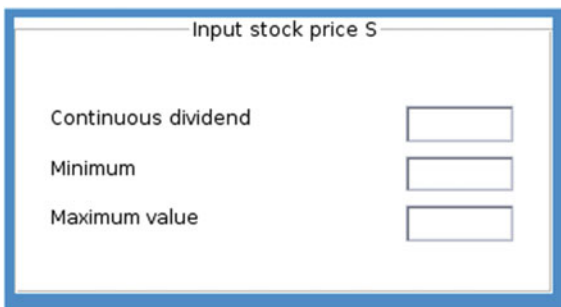 Input stock price S
Continuous dividend
Minimum
Maximum value